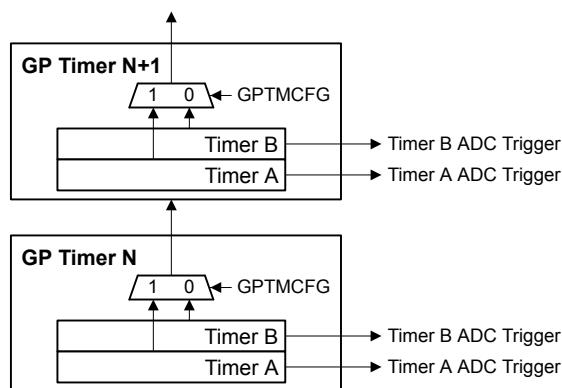 GP Timer N+1
1 0
GPTMCFG
Timer B
Timer B ADC Trigger
Timer A
Timer A ADC Trigger
GP Timer N
1 0
GPTMCFG
Timer B
Timer B ADC Trigger
Timer A
Timer A ADC Trigger